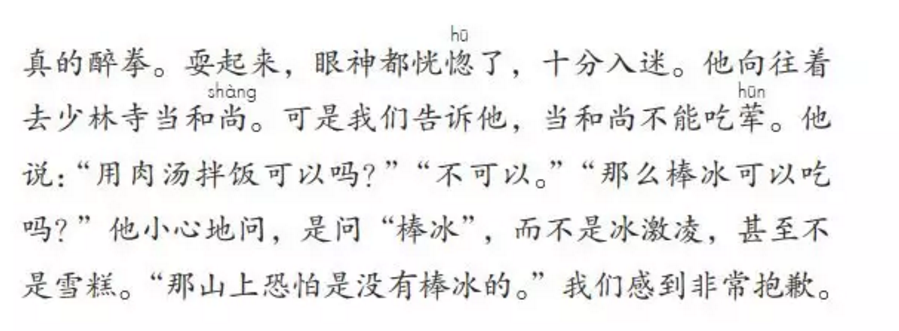 hū
真的醉拳。耍起来，眼神都恍惚了，十分入迷。他向往着
shàng hūn
去少林寺当和尚。可是我们告诉他，当和尚不能吃荤。他
说：“用肉汤拌饭可以吗？”“不可以。”“那么棒冰可以吃
吗？”他小心地问，是问“棒冰”，而不是冰激凌，甚至不
是雪糕。“那山上恐怕是没有棒冰的。”我们感到非常抱歉。